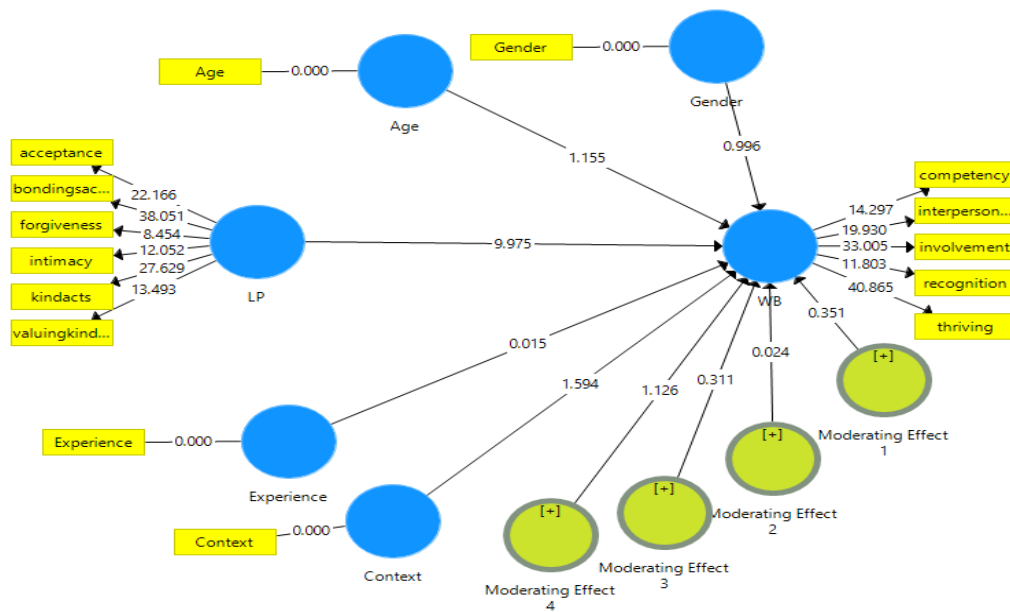 Gender
0.000
Gender
Age
0.000
Age
1.155
0.996
acceptance
bondingsac...
forgiveness
intimacy
kindacts
valuingkind...
22.166
38.051
8.454
12.052
27.629
13.493
LP
9.975
WB
14.297
19.930
33.005
11.803
40.865
competency
interperson...
involvement
recognition
thriving
0.015
1.594
1.126
0.311
0.024
0.351
Experience
0.000
Experience
Context
0.000
Context
[+]
Moderating Effect
1
[+]
Moderating Effect
2
[+]
Moderating Effect
3
[+]
Moderating Effect
4